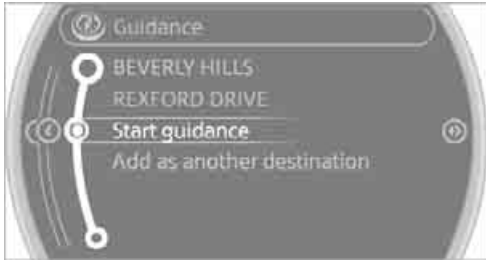 Guidance
BEVERLY HILLS
REXFORD DRIVE
Start guidance
Add as another destination